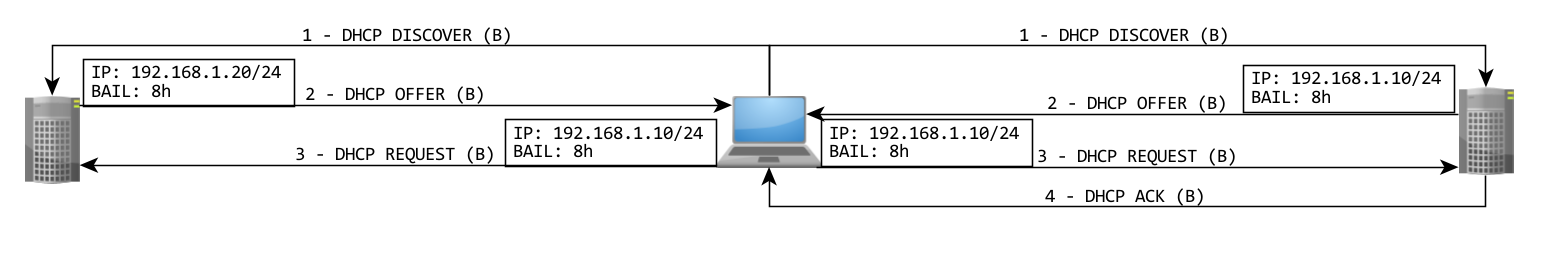 1 - DHCP DISCOVER (B)
1 - DHCP DISCOVER (B)
IP: 192.168.1.20/24
BAIL: 8h
2 - DHCP OFFER (B)
2 - DHCP OFFER (B)
IP: 192.168.1.10/24
BAIL: 8h
3 - DHCP REQUEST (B)
IP: 192.168.1.10/24
BAIL: 8h
IP: 192.168.1.10/24
BAIL: 8h
3 - DHCP REQUEST (B)
4 - DHCP ACK (B)